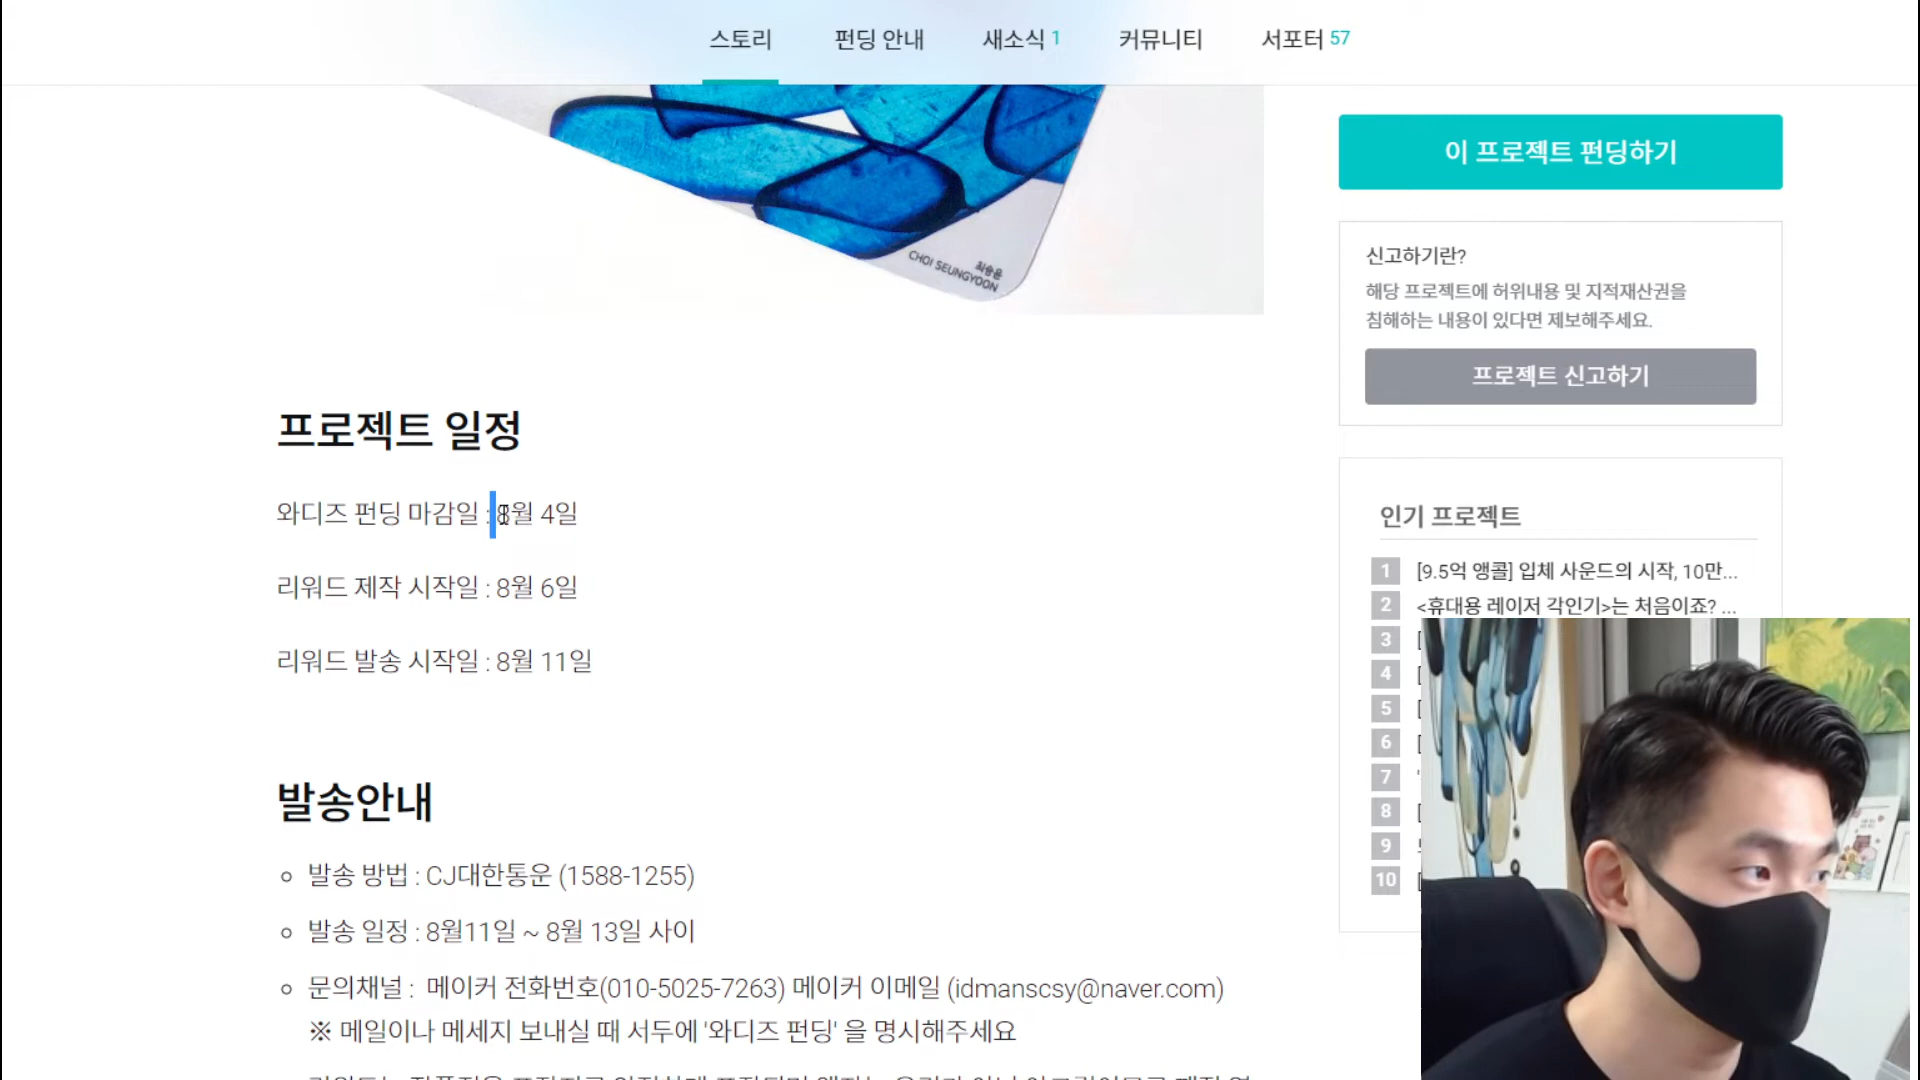 스토리
펀딩 안내
새소식 1
커뮤니티
서포터 57
이 프로젝트 펀딩하기
최승윤
CHOI SEUNGYOON
신고하기란?
해당 프로젝트에 허위내용 및 지적재산권을
침해하는 내용이 있다면 제보해주세요.
프로젝트 신고하기
프로젝트 일정
와디즈 펀딩 마감일 : 8월 4일
리워드 제작 시작일 : 8월 6일
리워드 발송 시작일 : 8월 11일
인기 프로젝트
1 [9.5억 앵콜] 입체 사운드의 시작, 10만...
2 <휴대용 레이저 각인기>는 처음이죠? ...
3 [
4 [
5 [
6 [
7 '
8 [
9
10 [
발송안내
발송 방법 : CJ대한통운 (1588-1255)
발송 일정 : 8월11일 ~ 8월 13일 사이
문의채널 : 메이커 전화번호(010-5025-7263) 메이커 이메일 (idmanscsy@naver.com)
※ 메일이나 메세지 보내실 때 서두에 '와디즈 펀딩' 을 명시해주세요